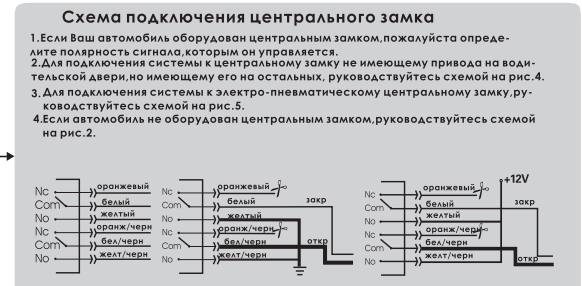 Схема подключения центрального замка
1.Если Ваш автомобиль оборудован центральным замком,пожалуйста опреде-
лите полярность сигнала,которым он управляется.
2.Для подключения системы к центральному замку не имеющему привода на води-
тельской двери,но имеющему его на остальных, руководствуйтесь схемой на рис.4.
3. Для подключения системы к электро-пневматическому центральному замку,ру-
ководствуйтесь схемой на рис.5.
4.Если автомобиль не оборудован центральным замком,руководствуйтесь схемой
на рис.2.
Nc оранжевый
Com белый
No желтый
Nc оранж/черн
Com бел/черн
No желт/черн
Nc оранжевый
Com белый закр
No желтый
Nc оранж/черн
Com бел/черн откр
No желт/черн
+12V
Nc оранжевый
Com белый закр
No желтый
Nc оранж/черн
Com бел/черн
No желт/черн откр